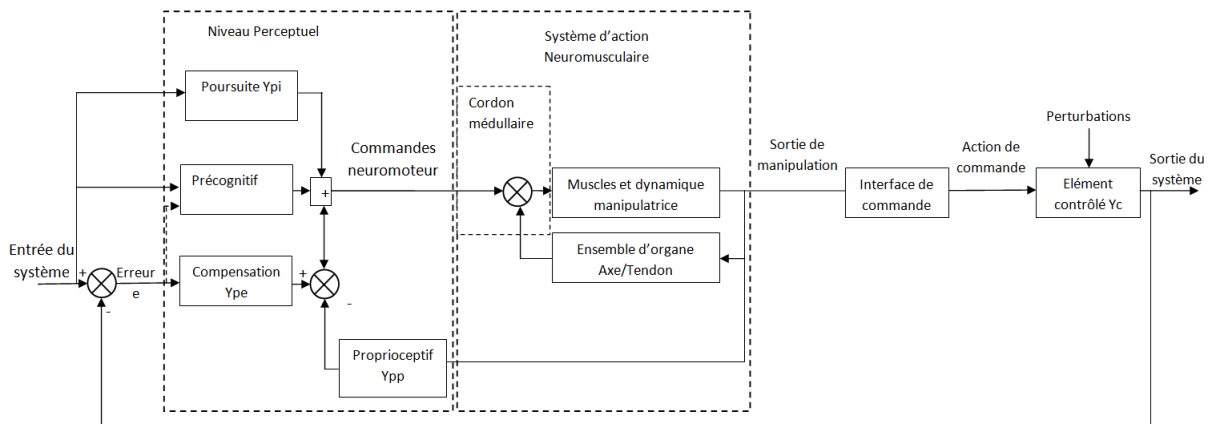 Niveau Perceptuel
Système d'action
Neuromusculaire
Poursuite Ypi
Cordon
médullaire
Perturbations
Commandes
neuromoteur
Sortie de
manipulation
Action de
commande
Sortie du
système
Précognitif
+
Muscles et dynamique
manipulatrice
Interface de
commande
Elément
contrôlé Yc
Entrée du
système
+
Erreur
e
-
Compensation
Ype
+
-
Ensemble d'organe
Axe/Tendon
Proprioceptif
Ypp